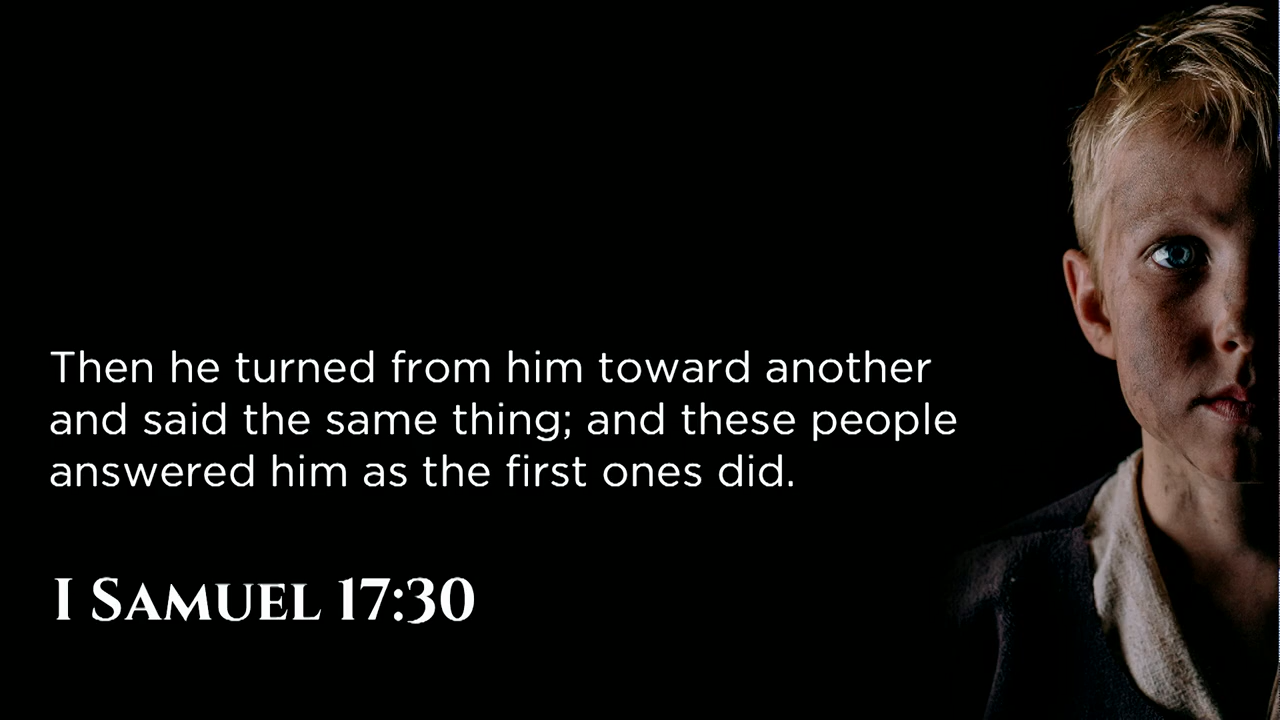 Then he turned from him toward another
and said the same thing; and these people
answered him as the first ones did.
I Samuel 17:30